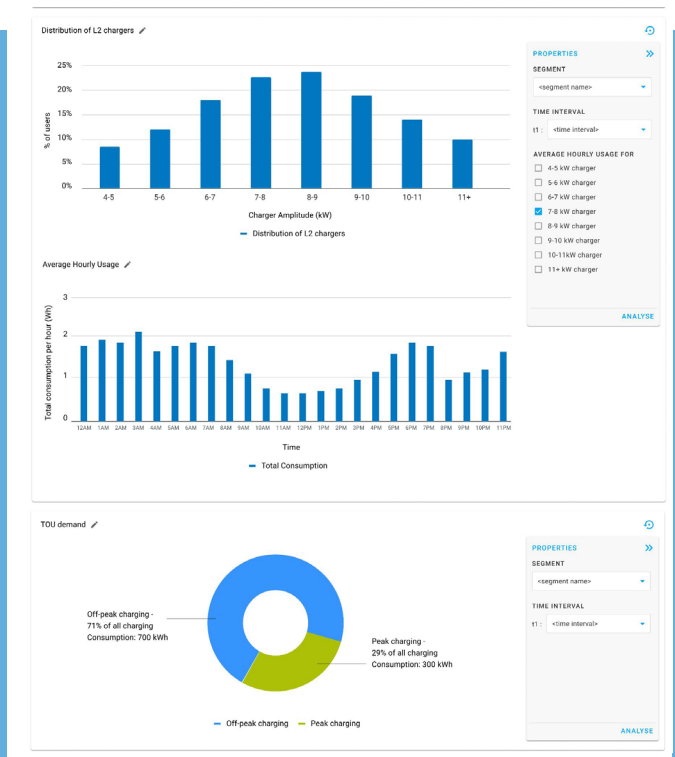 Distribution of L2 chargers
25%
20%
15%
10%
5%
0%
% of users
4-5 5-6 6-7 7-8 8-9 9-10 10-11 11+
Charger Amplitude (kW)
Distribution of L2 chargers
PROPERTIES
SEGMENT
<segment name>
TIME INTERVAL
t1 : <time interval>
AVERAGE HOURLY USAGE FOR
4-5 kW charger
5-6 kW charger
6-7 kW charger
7-8 kW charger
8-9 kW charger
9-10 kW charger
10-11kW charger
11+ kW charger
ANALYSE
Average Hourly Usage
3
2
1
0
Total consumption per hour (Wh)
12AM 1AM 2AM 3AM 4AM 5AM 6AM 7AM 8AM 9AM 10AM 11AM 12PM 1PM 2PM 3PM 4PM 5PM 6PM 7PM 8PM 9PM 10PM 11PM
Time
Total Consumption
TOU demand
Off-peak charging -
71% of all charging
Consumption: 700 kWh
Peak charging -
29% of all charging
Consumption: 300 kWh
Off-peak charging Peak charging
PROPERTIES
SEGMENT
<segment name>
TIME INTERVAL
t1 : <time interval>
ANALYSE